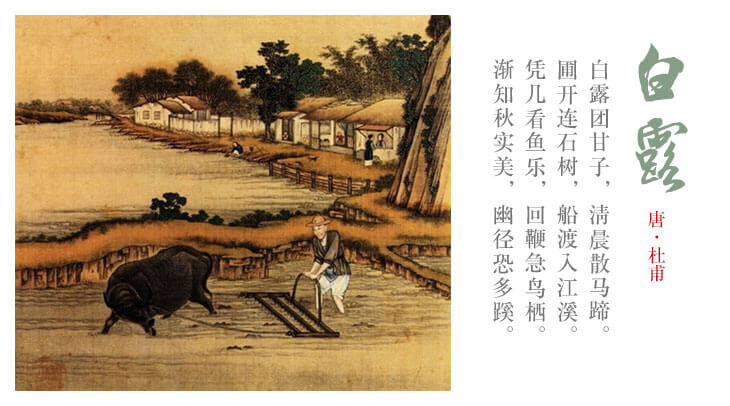 白露
唐·杜甫
白露团甘子，清晨散马蹄。
圃开连石树，船渡入江溪。
凭几看鱼乐，回鞭急鸟栖。
渐知秋实美，幽径恐多蹊。